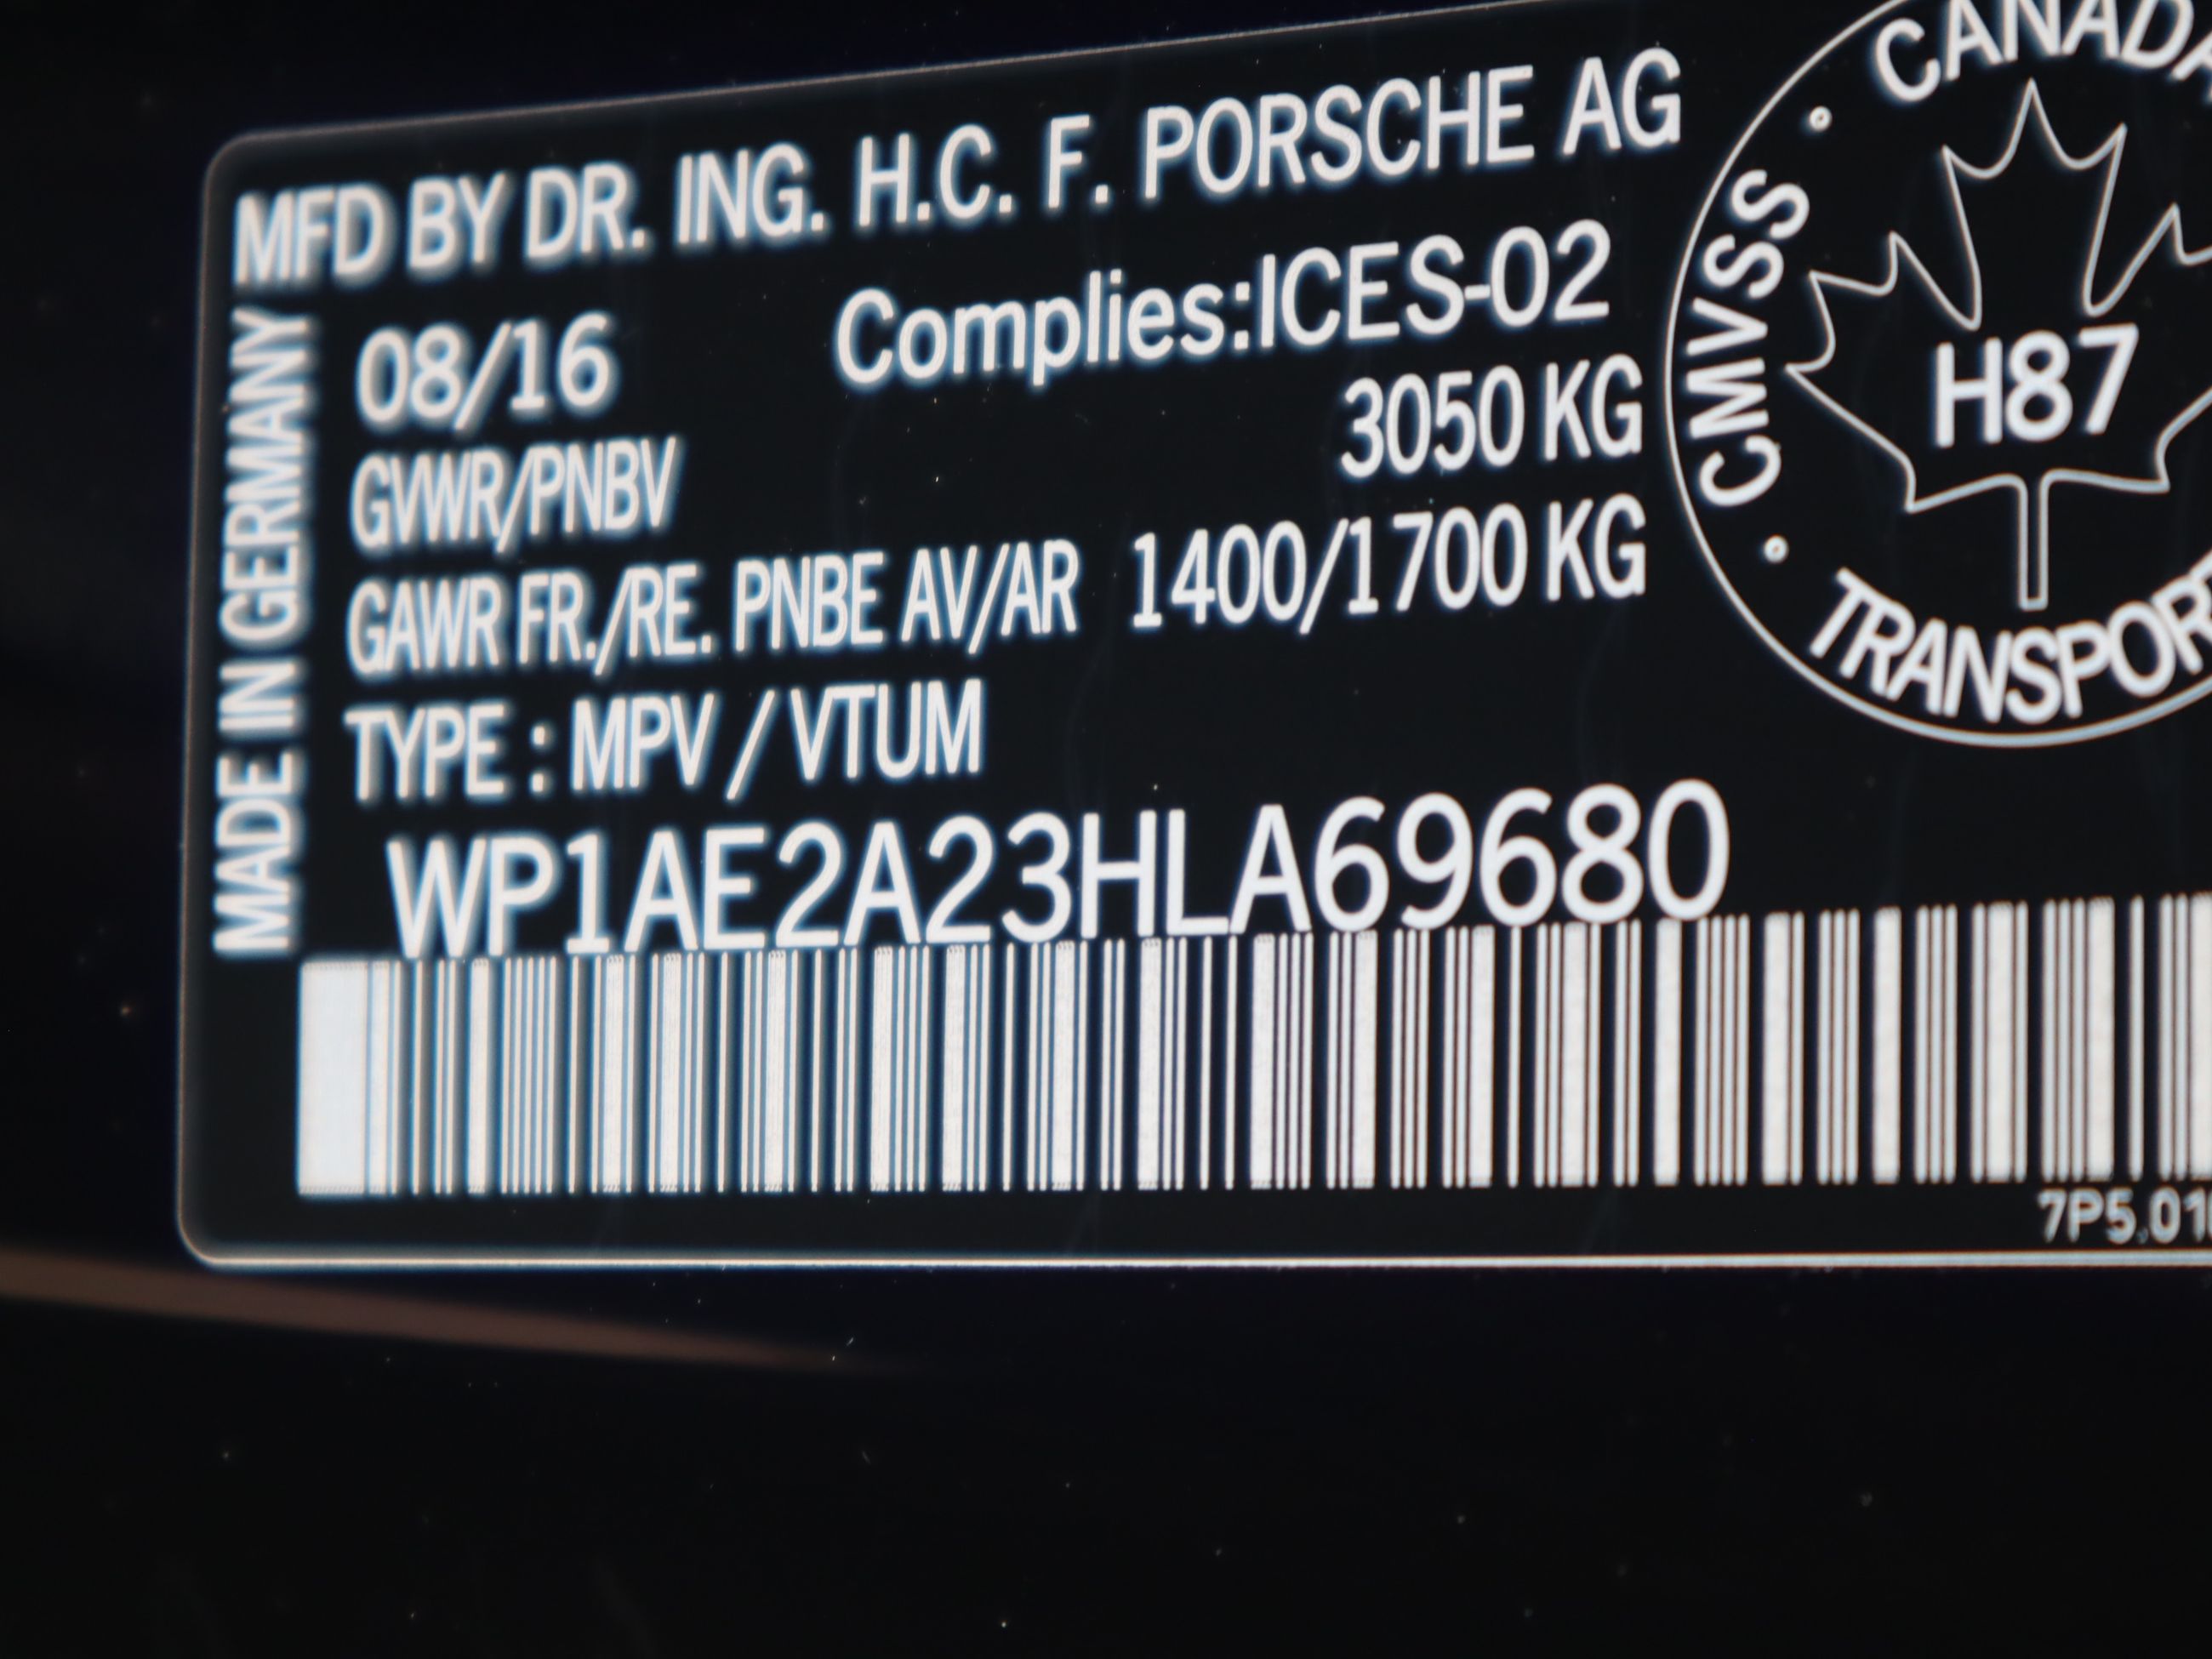 MFD BY DR. ING. H.C. F. PORSCHE AG
MADE IN GERMANY
08/16
Complies:ICES-02
GVWR/PNBV 3050 KG
GAWR FR./RE. PNBE AV/AR 1400/1700 KG
TYPE : MPV / VTUM
WP1AE2A23HLA69680
CANADA
• CMVSS •
H87
TRANSPOR
7P5.01